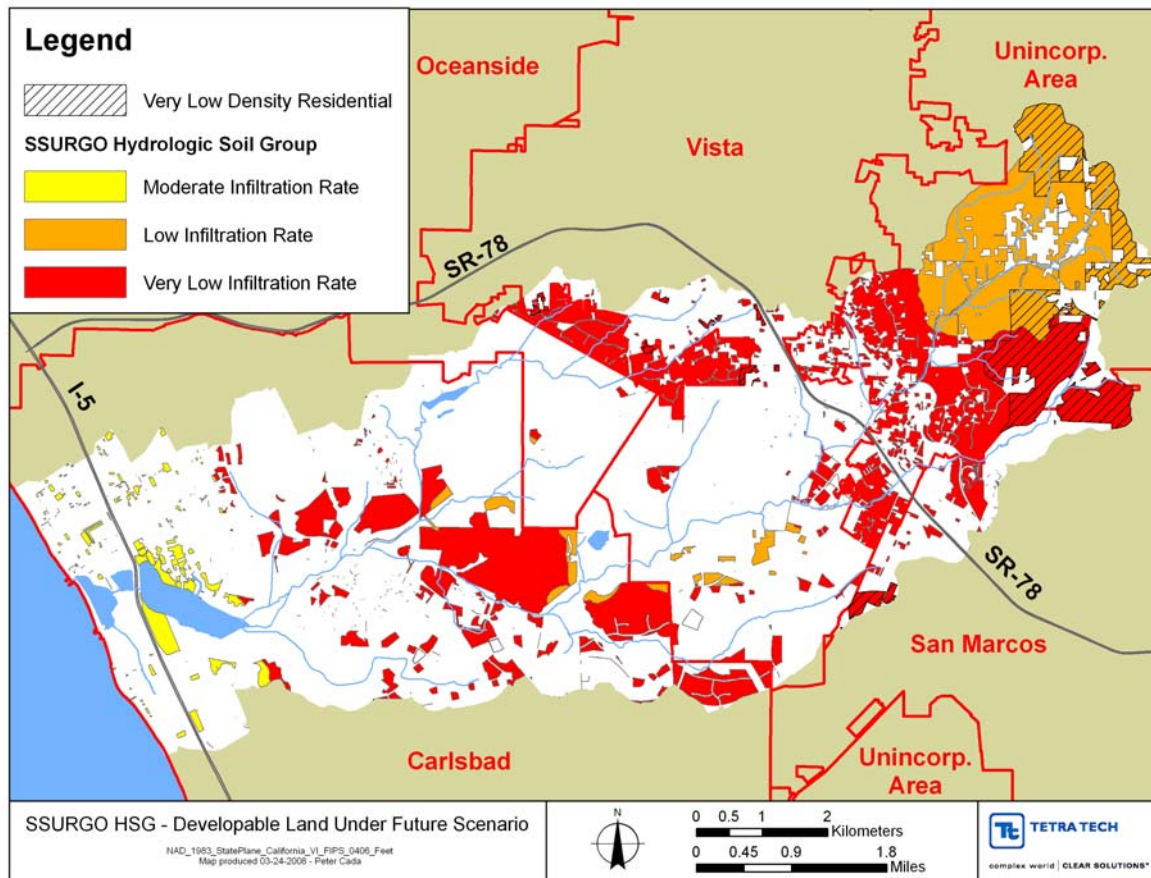 Legend
Very Low Density Residential
SSURGO Hydrologic Soil Group
Moderate Infiltration Rate
Low Infiltration Rate
Very Low Infiltration Rate
Oceanside
Unincorp.
Area
Vista
SR-78
I-5
SR-78
San Marcos
Carlsbad
Unincorp.
Area
SSURGO HSG - Developable Land Under Future Scenario
NAD_1983_StatePlane_California_VI_FIPS_0406_Feet
Map produced 03-24-2008 - Peter Cada
N
0 0.5 1 2
Kilometers
0 0.45 0.9 1.8
Miles
Tt TETRA TECH
complex world | CLEAR SOLUTIONS™